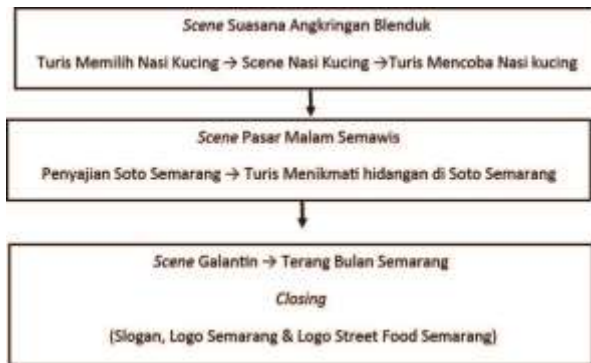 Scene Suasana Angkringan Blenduk
Turis Memilih Nasi Kucing → Scene Nasi Kucing →Turis Mencoba Nasi kucing
Scene Pasar Malam Semawis
Penyajian Soto Semarang → Turis Menikmati hidangan di Soto Semarang
Scene Galantin → Terang Bulan Semarang
Closing
(Slogan, Logo Semarang & Logo Street Food Semarang)